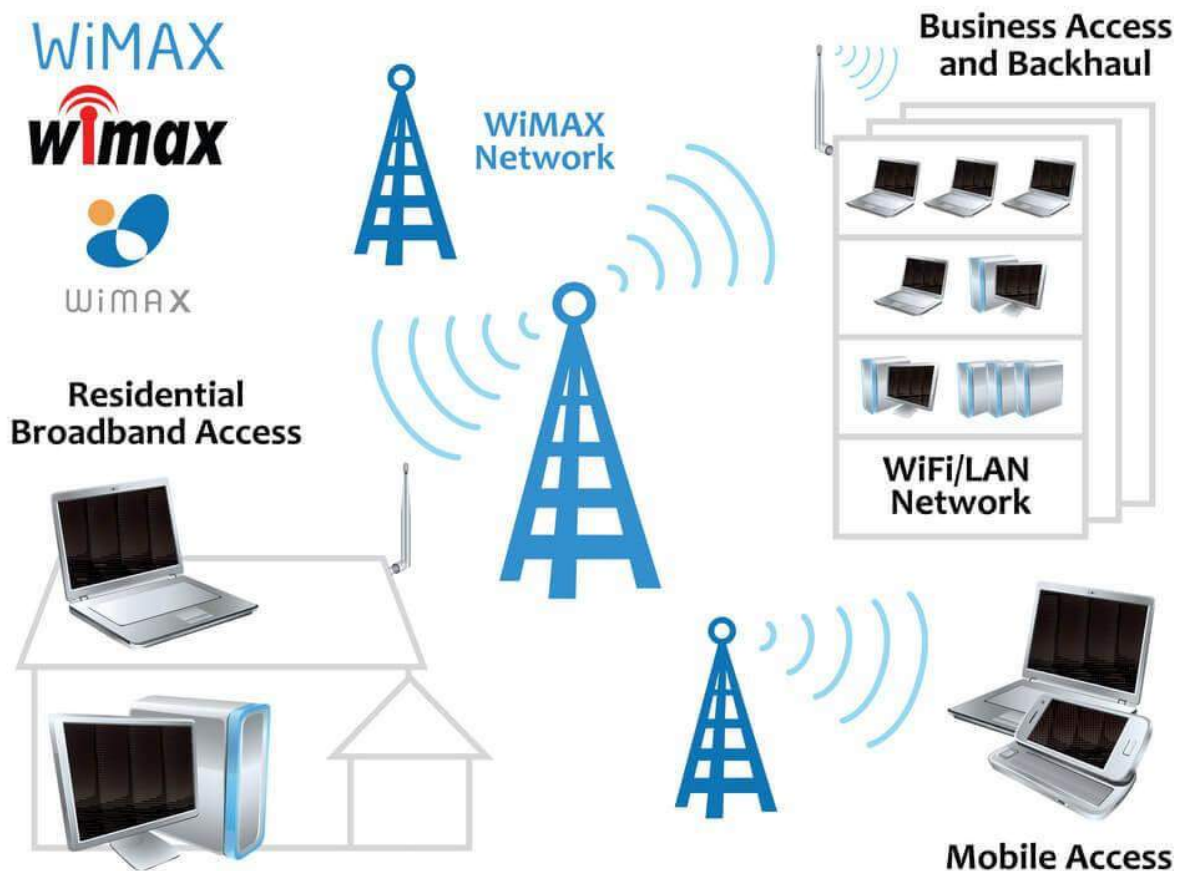 WiMAX
wimax
WiMAX
WiMAX
Network
Business Access
and Backhaul
WiFi/LAN
Network
Residential
Broadband Access
Mobile Access